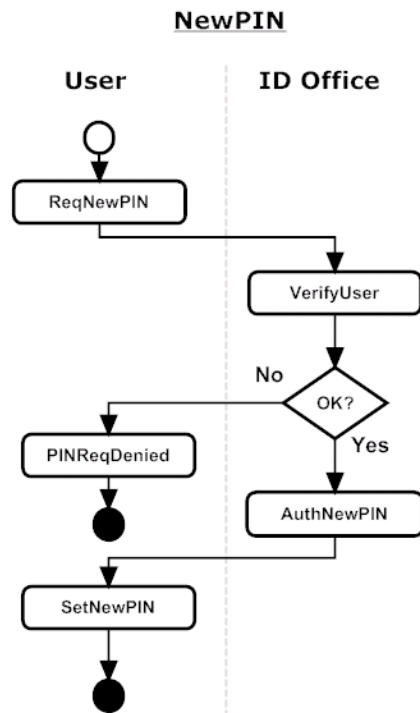 NewPIN
User
ID Office
ReqNewPIN
VerifyUser
No
OK?
Yes
PINReqDenied
AuthNewPIN
SetNewPIN